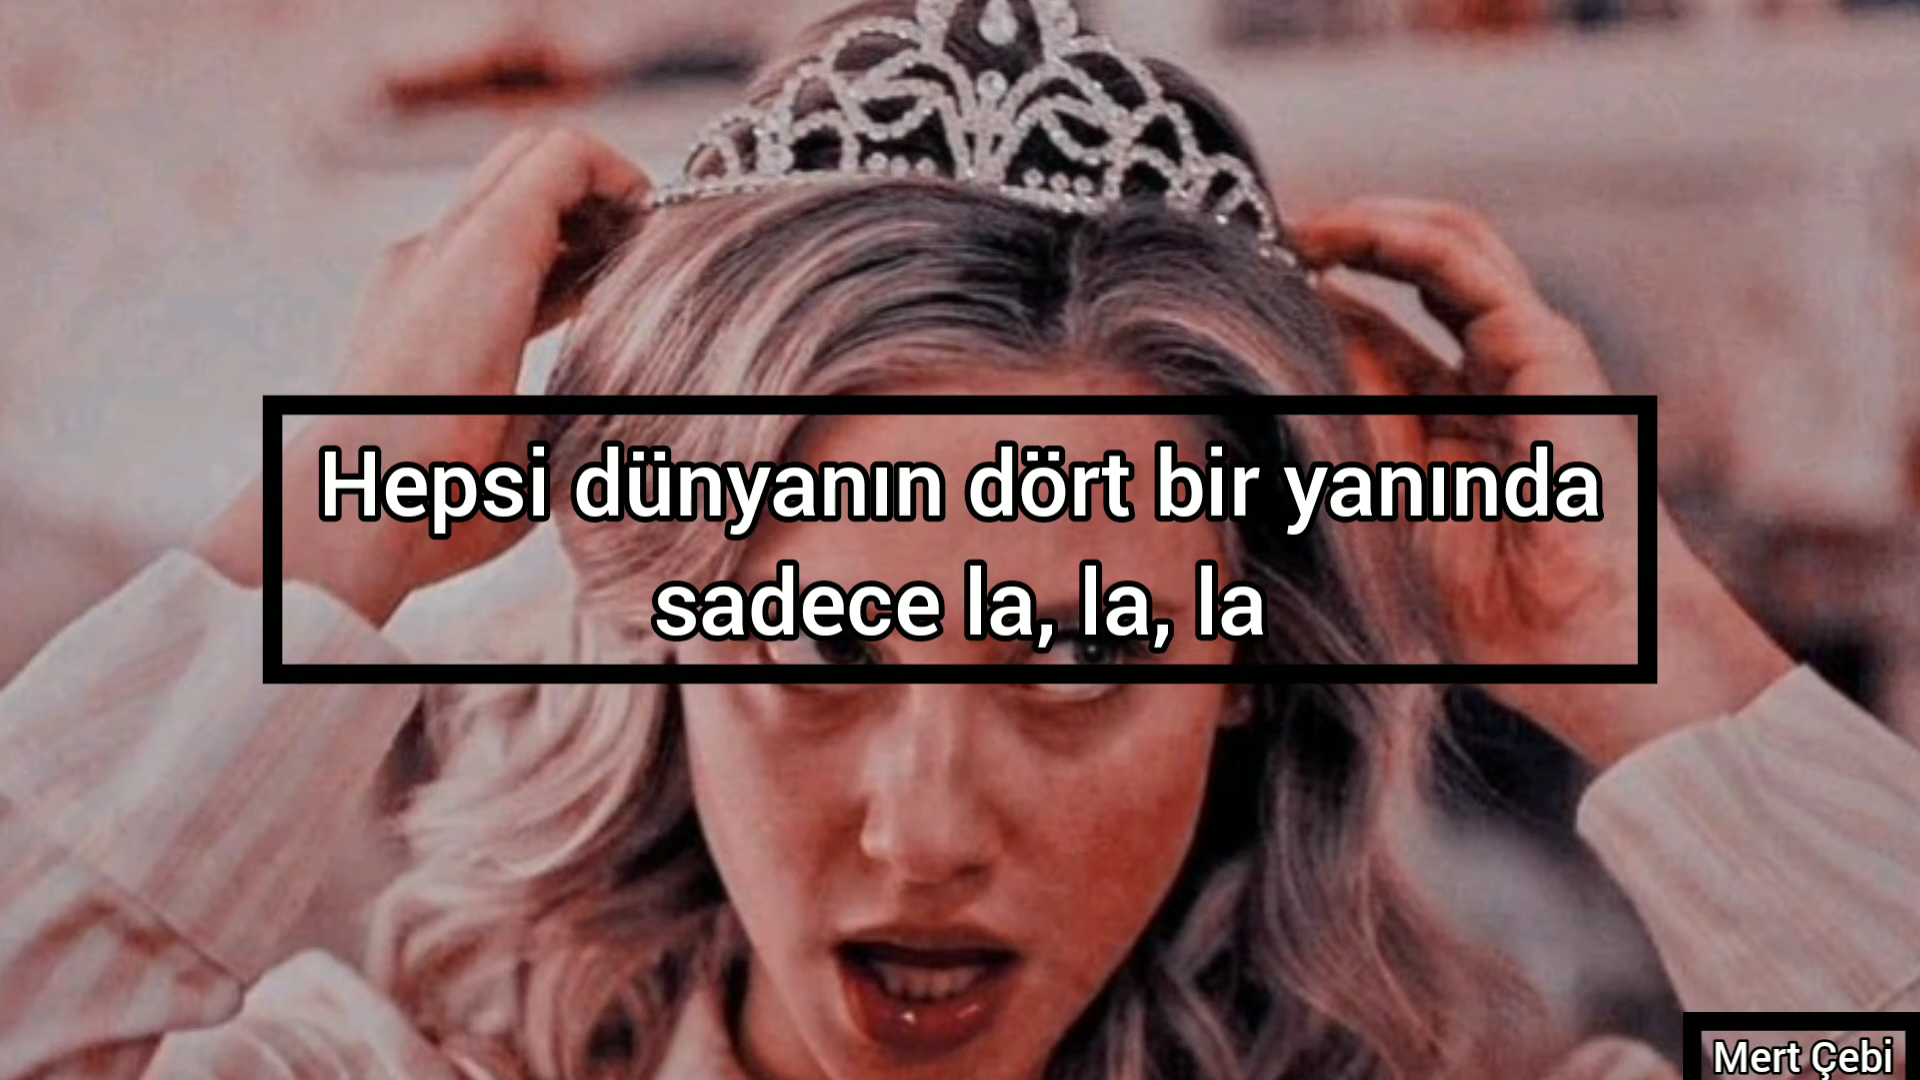 Hepsi dünyanın dört bir yanında
sadece la, la, la
Mert Çebi